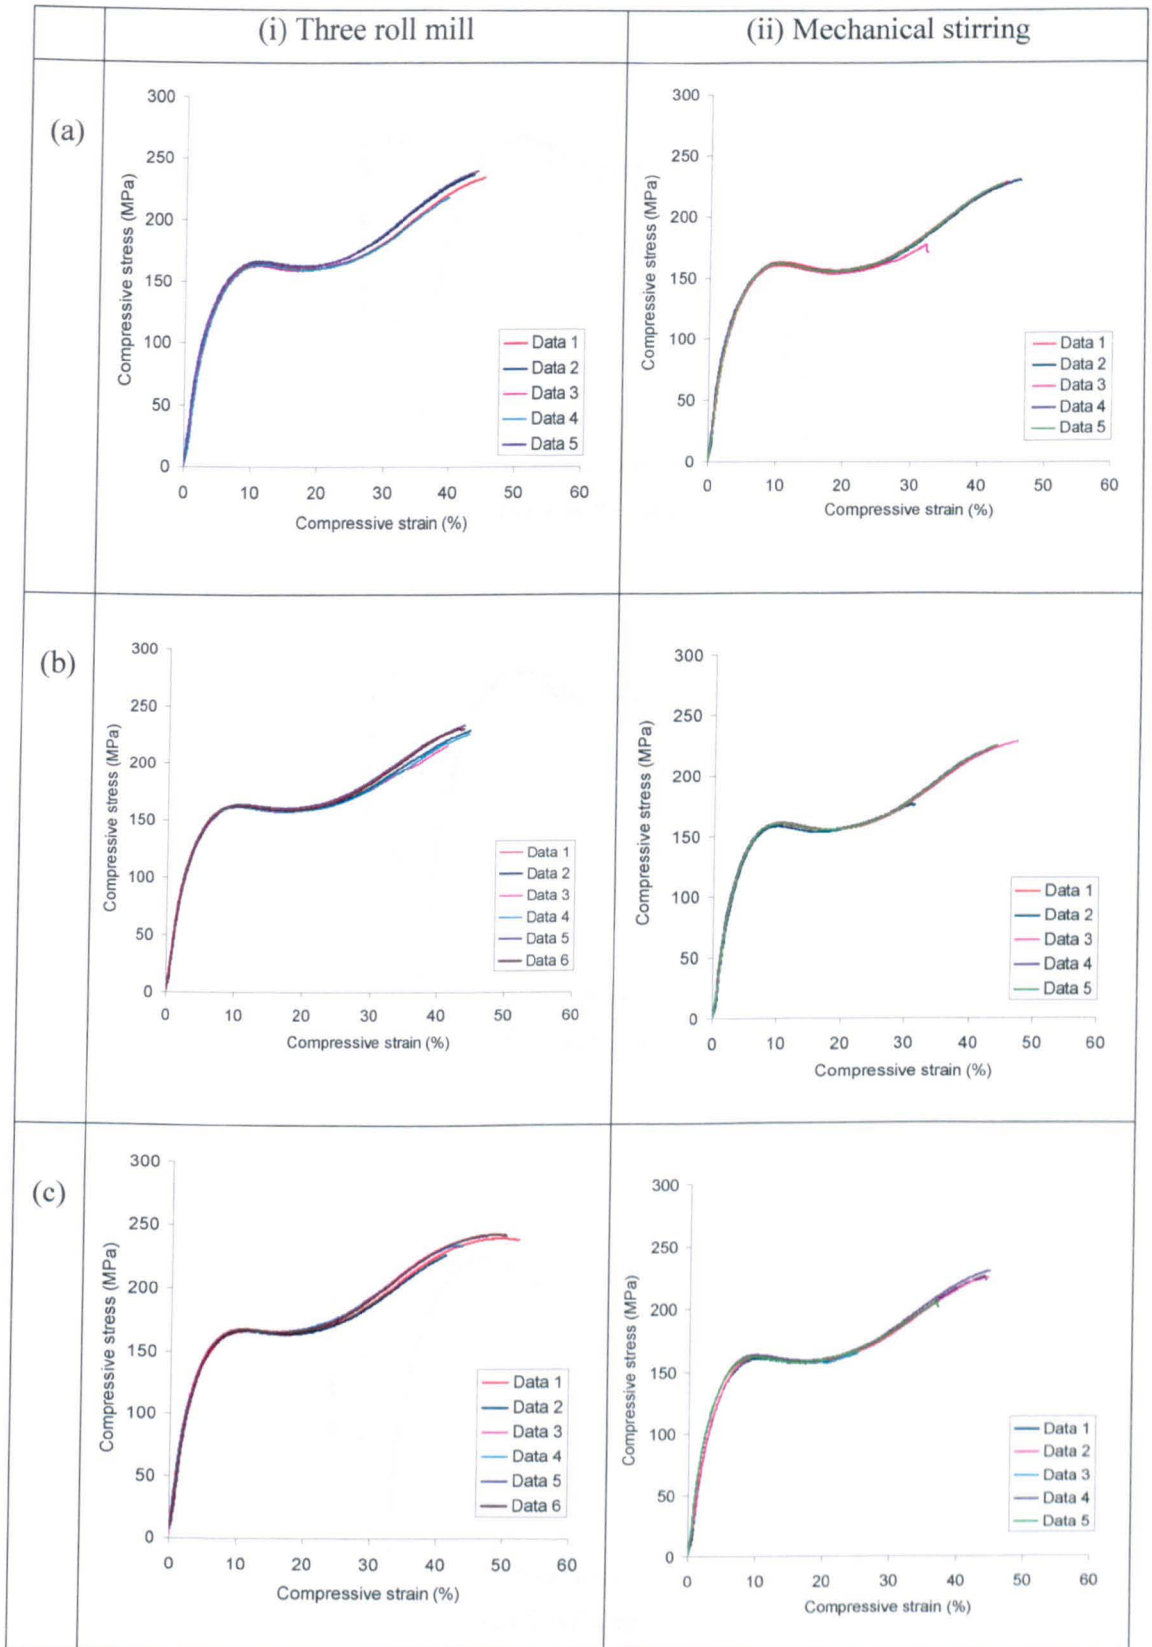 (i) Three roll mill
(ii) Mechanical stirring
(a)
300
250
200
150
100
50
0
0 10 20 30 40 50 60
Compressive stress (MPa)
Compressive strain (%)
Data 1
Data 2
Data 3
Data 4
Data 5
300
250
200
150
100
50
0
0 10 20 30 40 50 60
Compressive stress (MPa)
Compressive strain (%)
Data 1
Data 2
Data 3
Data 4
Data 5
(b)
300
250
200
150
100
50
0
0 10 20 30 40 50 60
Compressive stress (MPa)
Compressive strain (%)
Data 1
Data 2
Data 3
Data 4
Data 5
Data 6
300
250
200
150
100
50
0
0 10 20 30 40 50 60
Compressive stress (MPa)
Compressive strain (%)
Data 1
Data 2
Data 3
Data 4
Data 5
(c)
300
250
200
150
100
50
0
0 10 20 30 40 50 60
Compressive stress (MPa)
Compressive strain (%)
Data 1
Data 2
Data 3
Data 4
Data 5
Data 6
300
250
200
150
100
50
0
0 10 20 30 40 50 60
Compressive stress (MPa)
Compressive strain (%)
Data 1
Data 2
Data 3
Data 4
Data 5